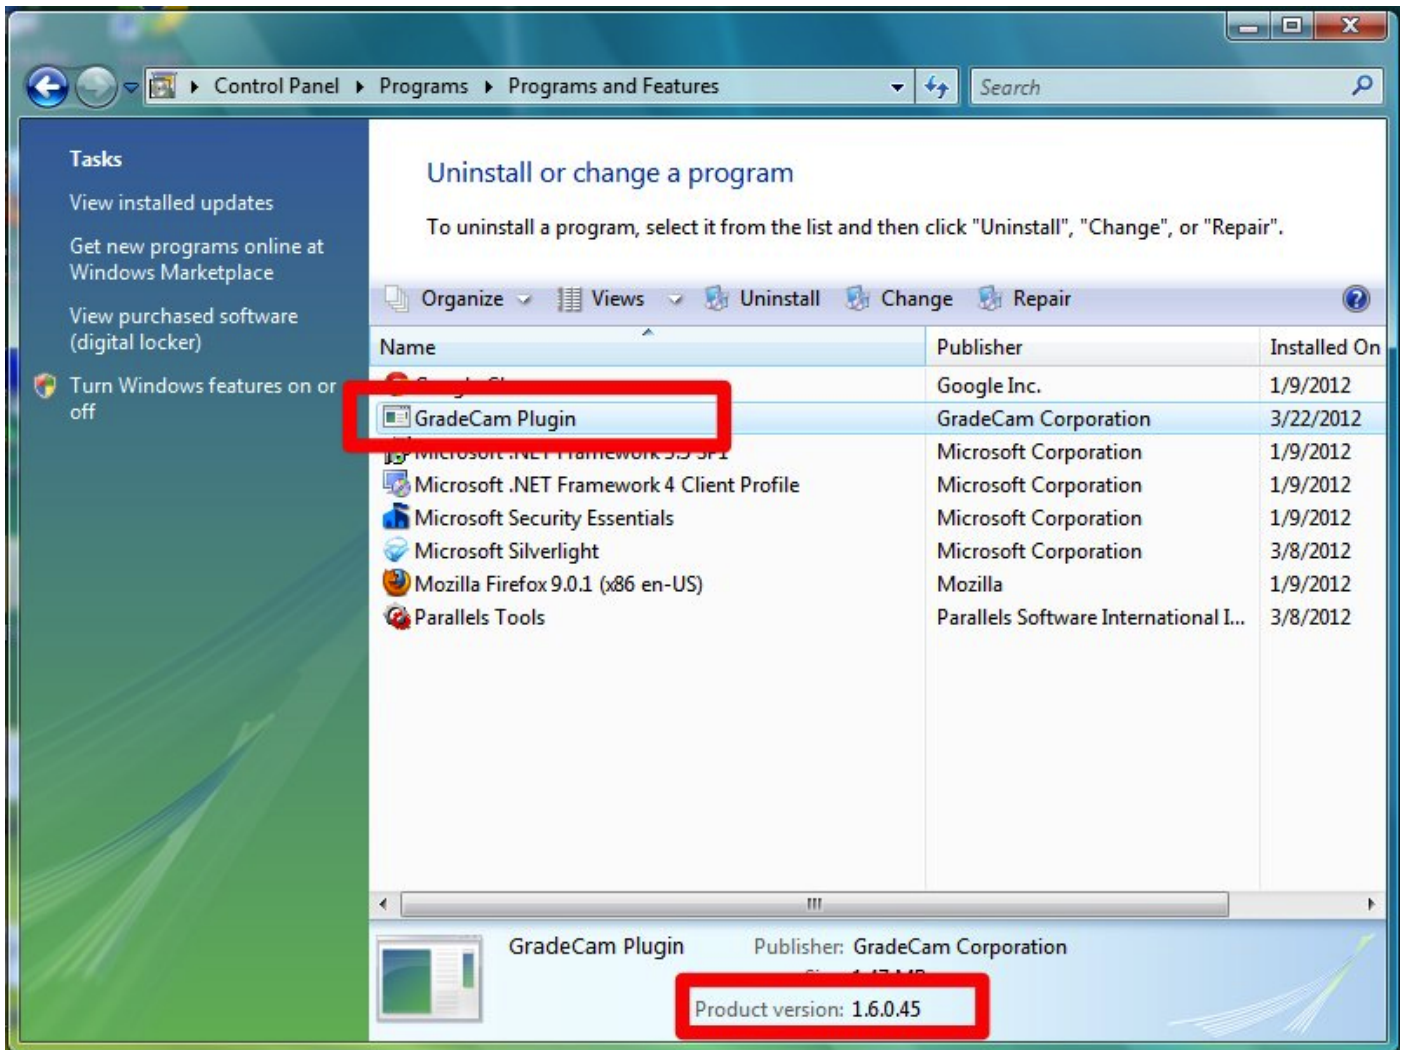 Control Panel Programs Programs and Features Search
Tasks
View installed updates
Get new programs online at
Windows Marketplace
View purchased software
(digital locker)
Turn Windows features on or
off
Uninstall or change a program
To uninstall a program, select it from the list and then click "Uninstall", "Change", or "Repair".
Organize Views Uninstall Change Repair
Name Publisher Installed On
Google Inc. 1/9/2012
GradeCam Plugin GradeCam Corporation 3/22/2012
Microsoft .NET Framework 3.5 SP1 Microsoft Corporation 1/9/2012
Microsoft .NET Framework 4 Client Profile Microsoft Corporation 1/9/2012
Microsoft Security Essentials Microsoft Corporation 1/9/2012
Microsoft Silverlight Microsoft Corporation 3/8/2012
Mozilla Firefox 9.0.1 (x86 en-US) Mozilla 1/9/2012
Parallels Tools Parallels Software International I... 3/8/2012
GradeCam Plugin Publisher: GradeCam Corporation
Product version: 1.6.0.45